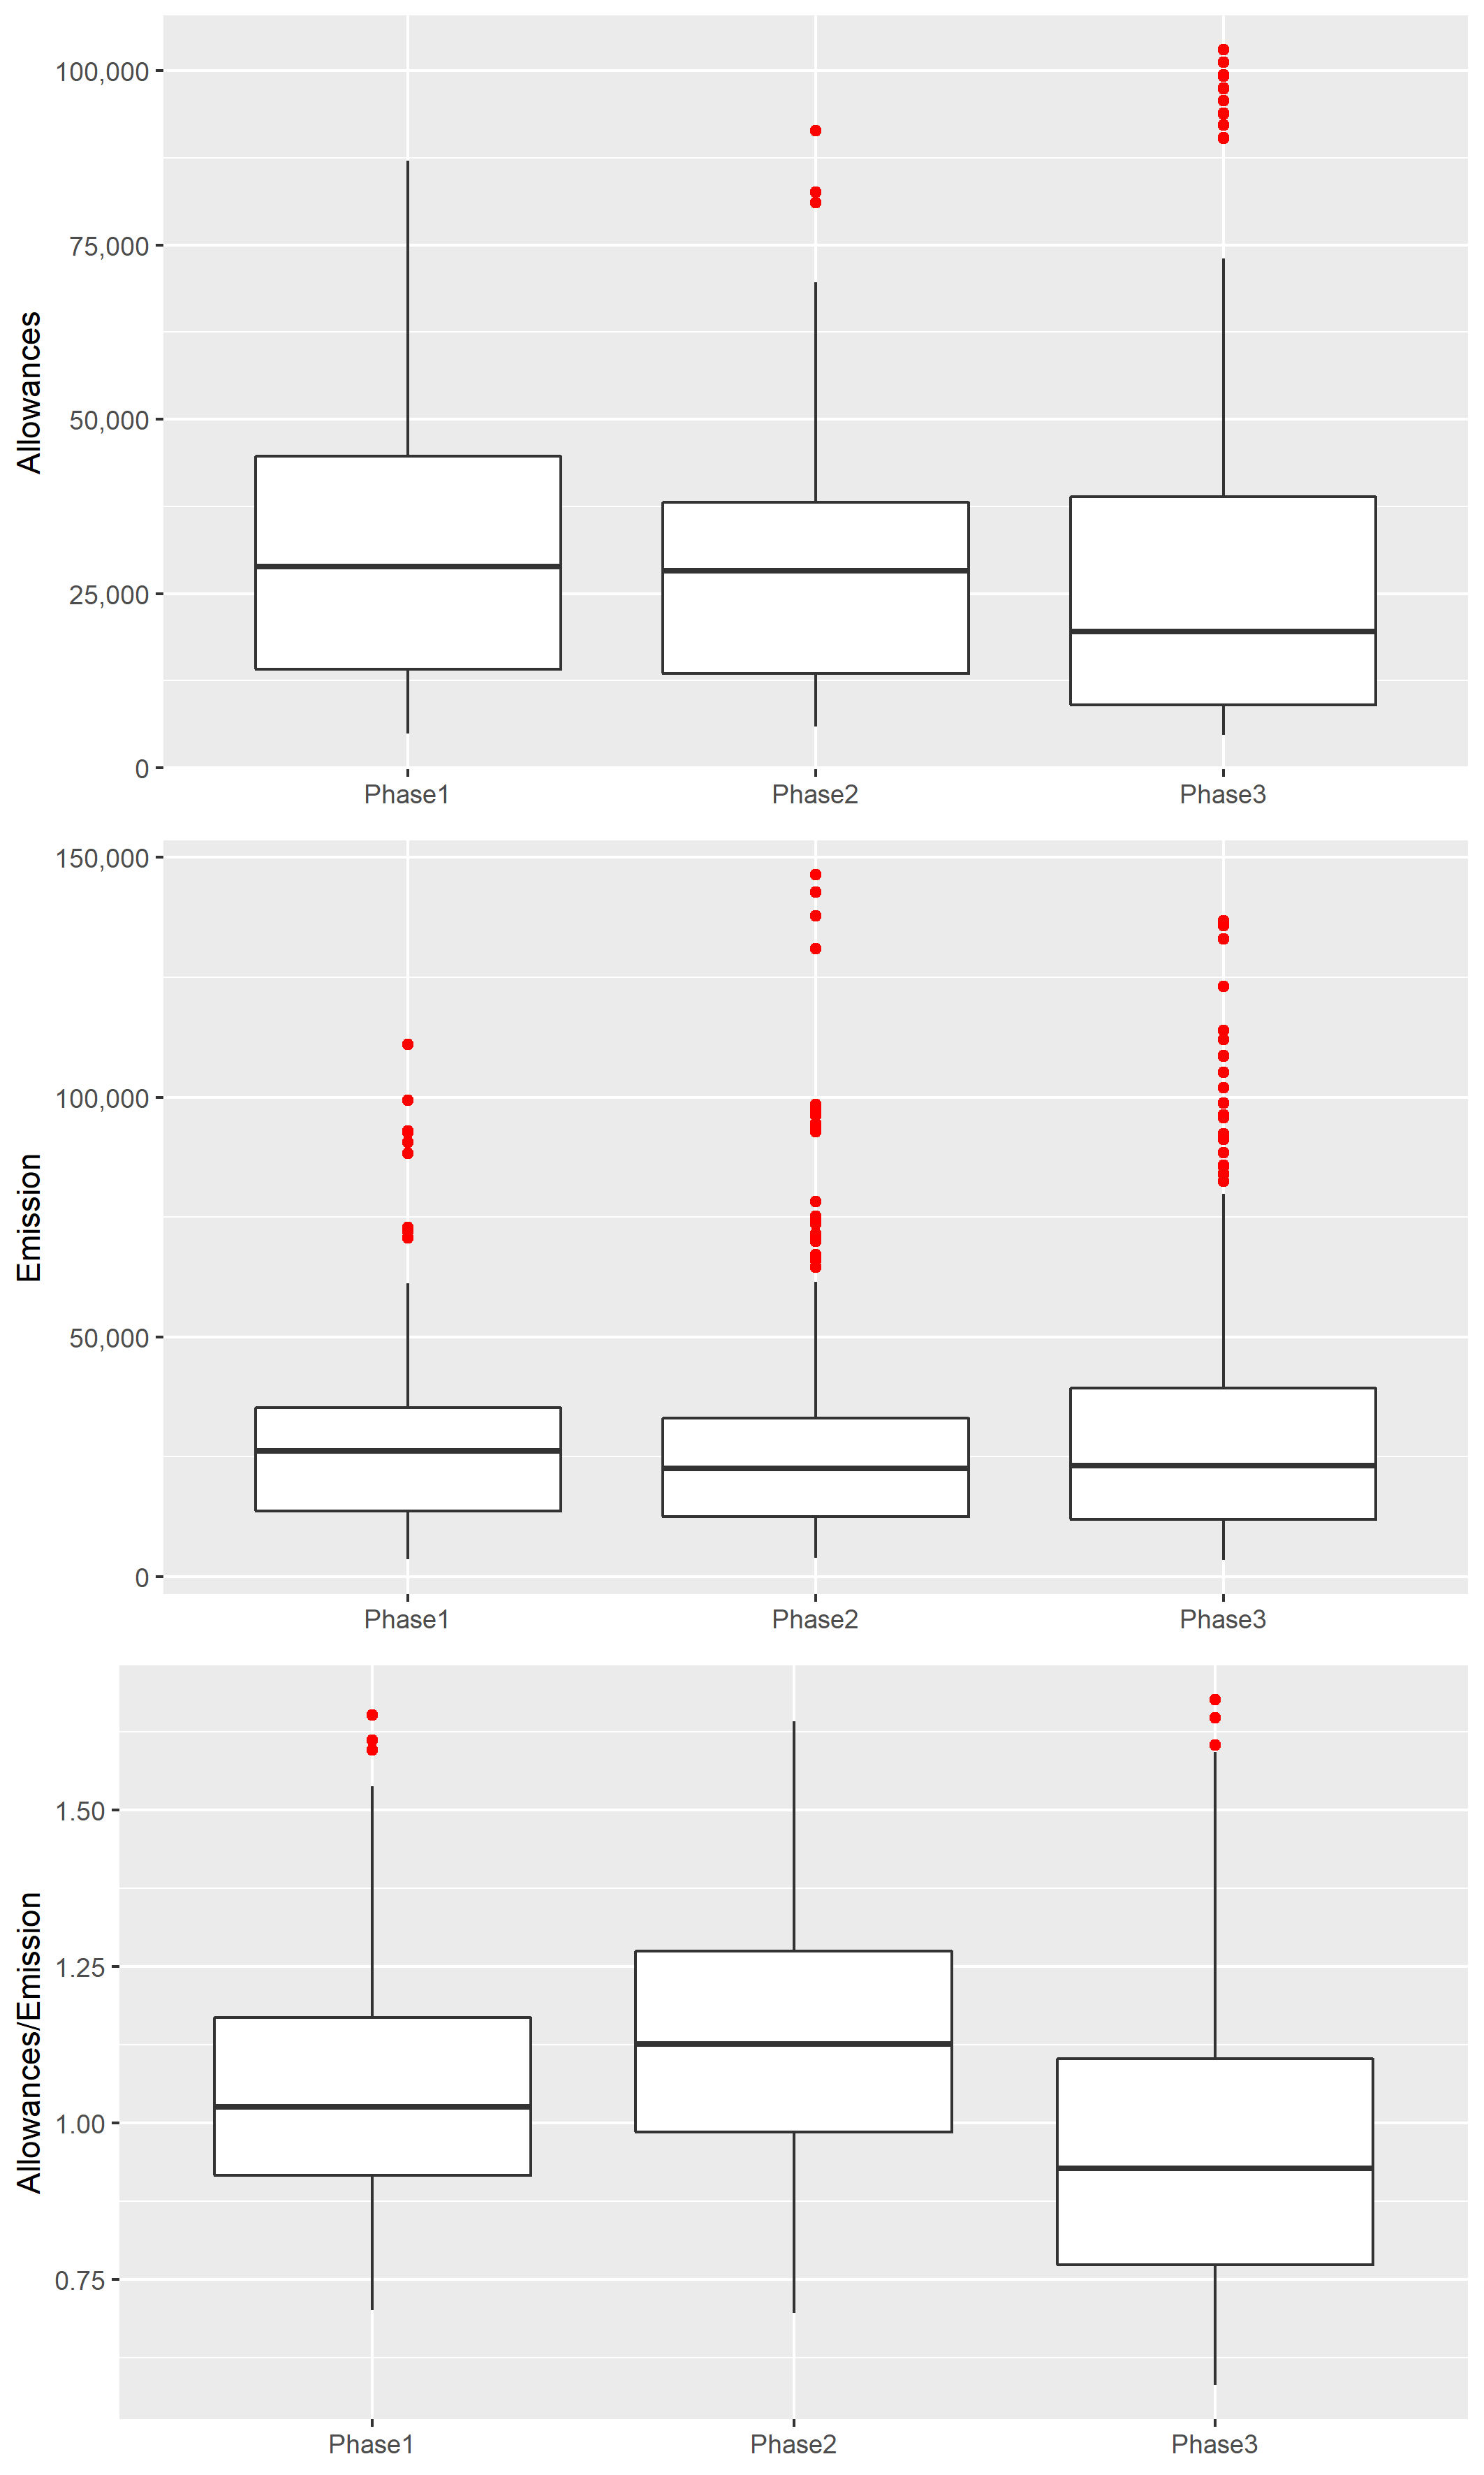 Allowances
100,000
75,000
50,000
25,000
0
Phase1 Phase2 Phase3
Emission
150,000
100,000
50,000
0
Phase1 Phase2 Phase3
Allowances/Emission
1.50
1.25
1.00
0.75
Phase1 Phase2 Phase3